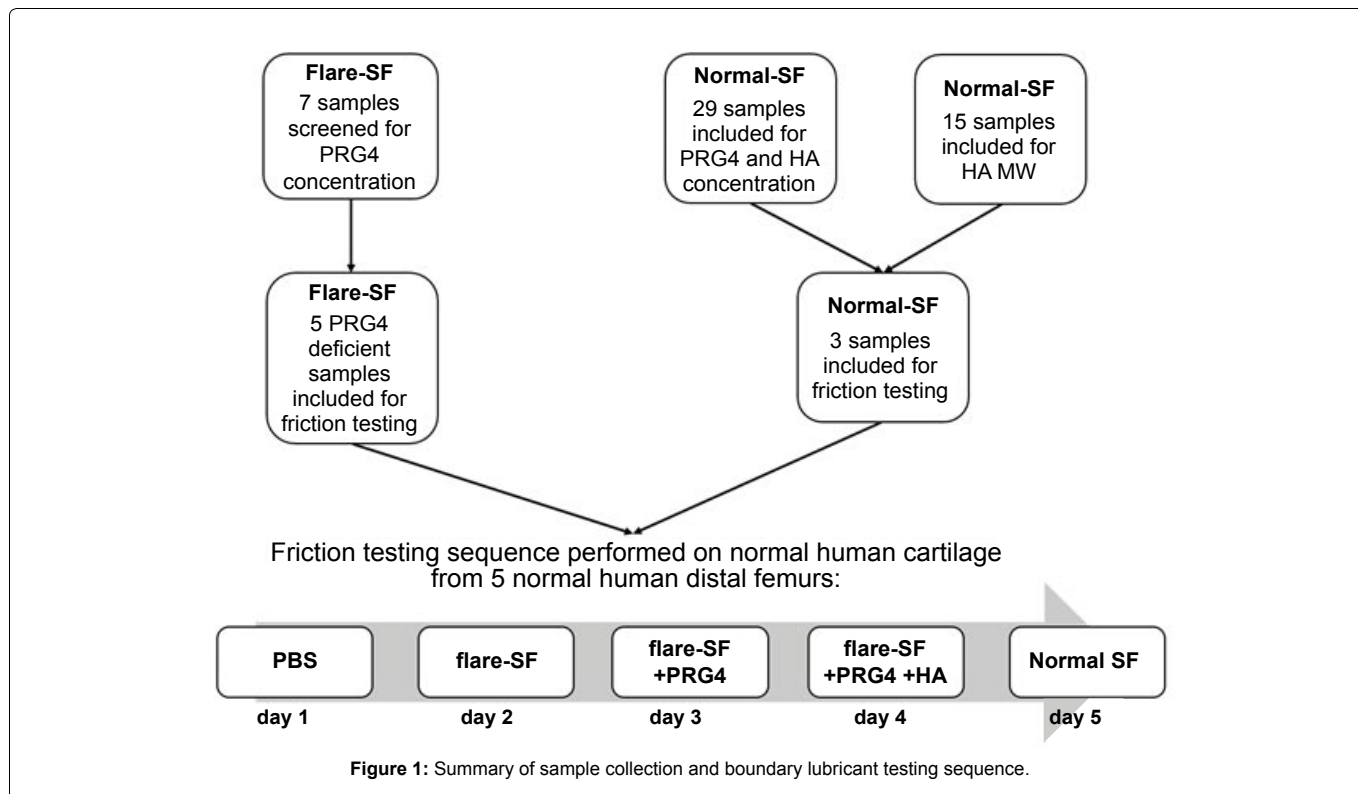 Flare-SF
7 samples
screened for
PRG4
concentration
Normal-SF
29 samples
included for
PRG4 and HA
concentration
Normal-SF
15 samples
included for
HA MW
Flare-SF
5 PRG4
deficient
samples
included for
friction testing
Normal-SF
3 samples
included for
friction testing
Friction testing sequence performed on normal human cartilage
from 5 normal human distal femurs:
PBS
flare-SF
flare-SF
+PRG4
flare-SF
+PRG4 +HA
Normal SF
day 1
day 2
day 3
day 4
day 5
Figure 1: Summary of sample collection and boundary lubricant testing sequence.